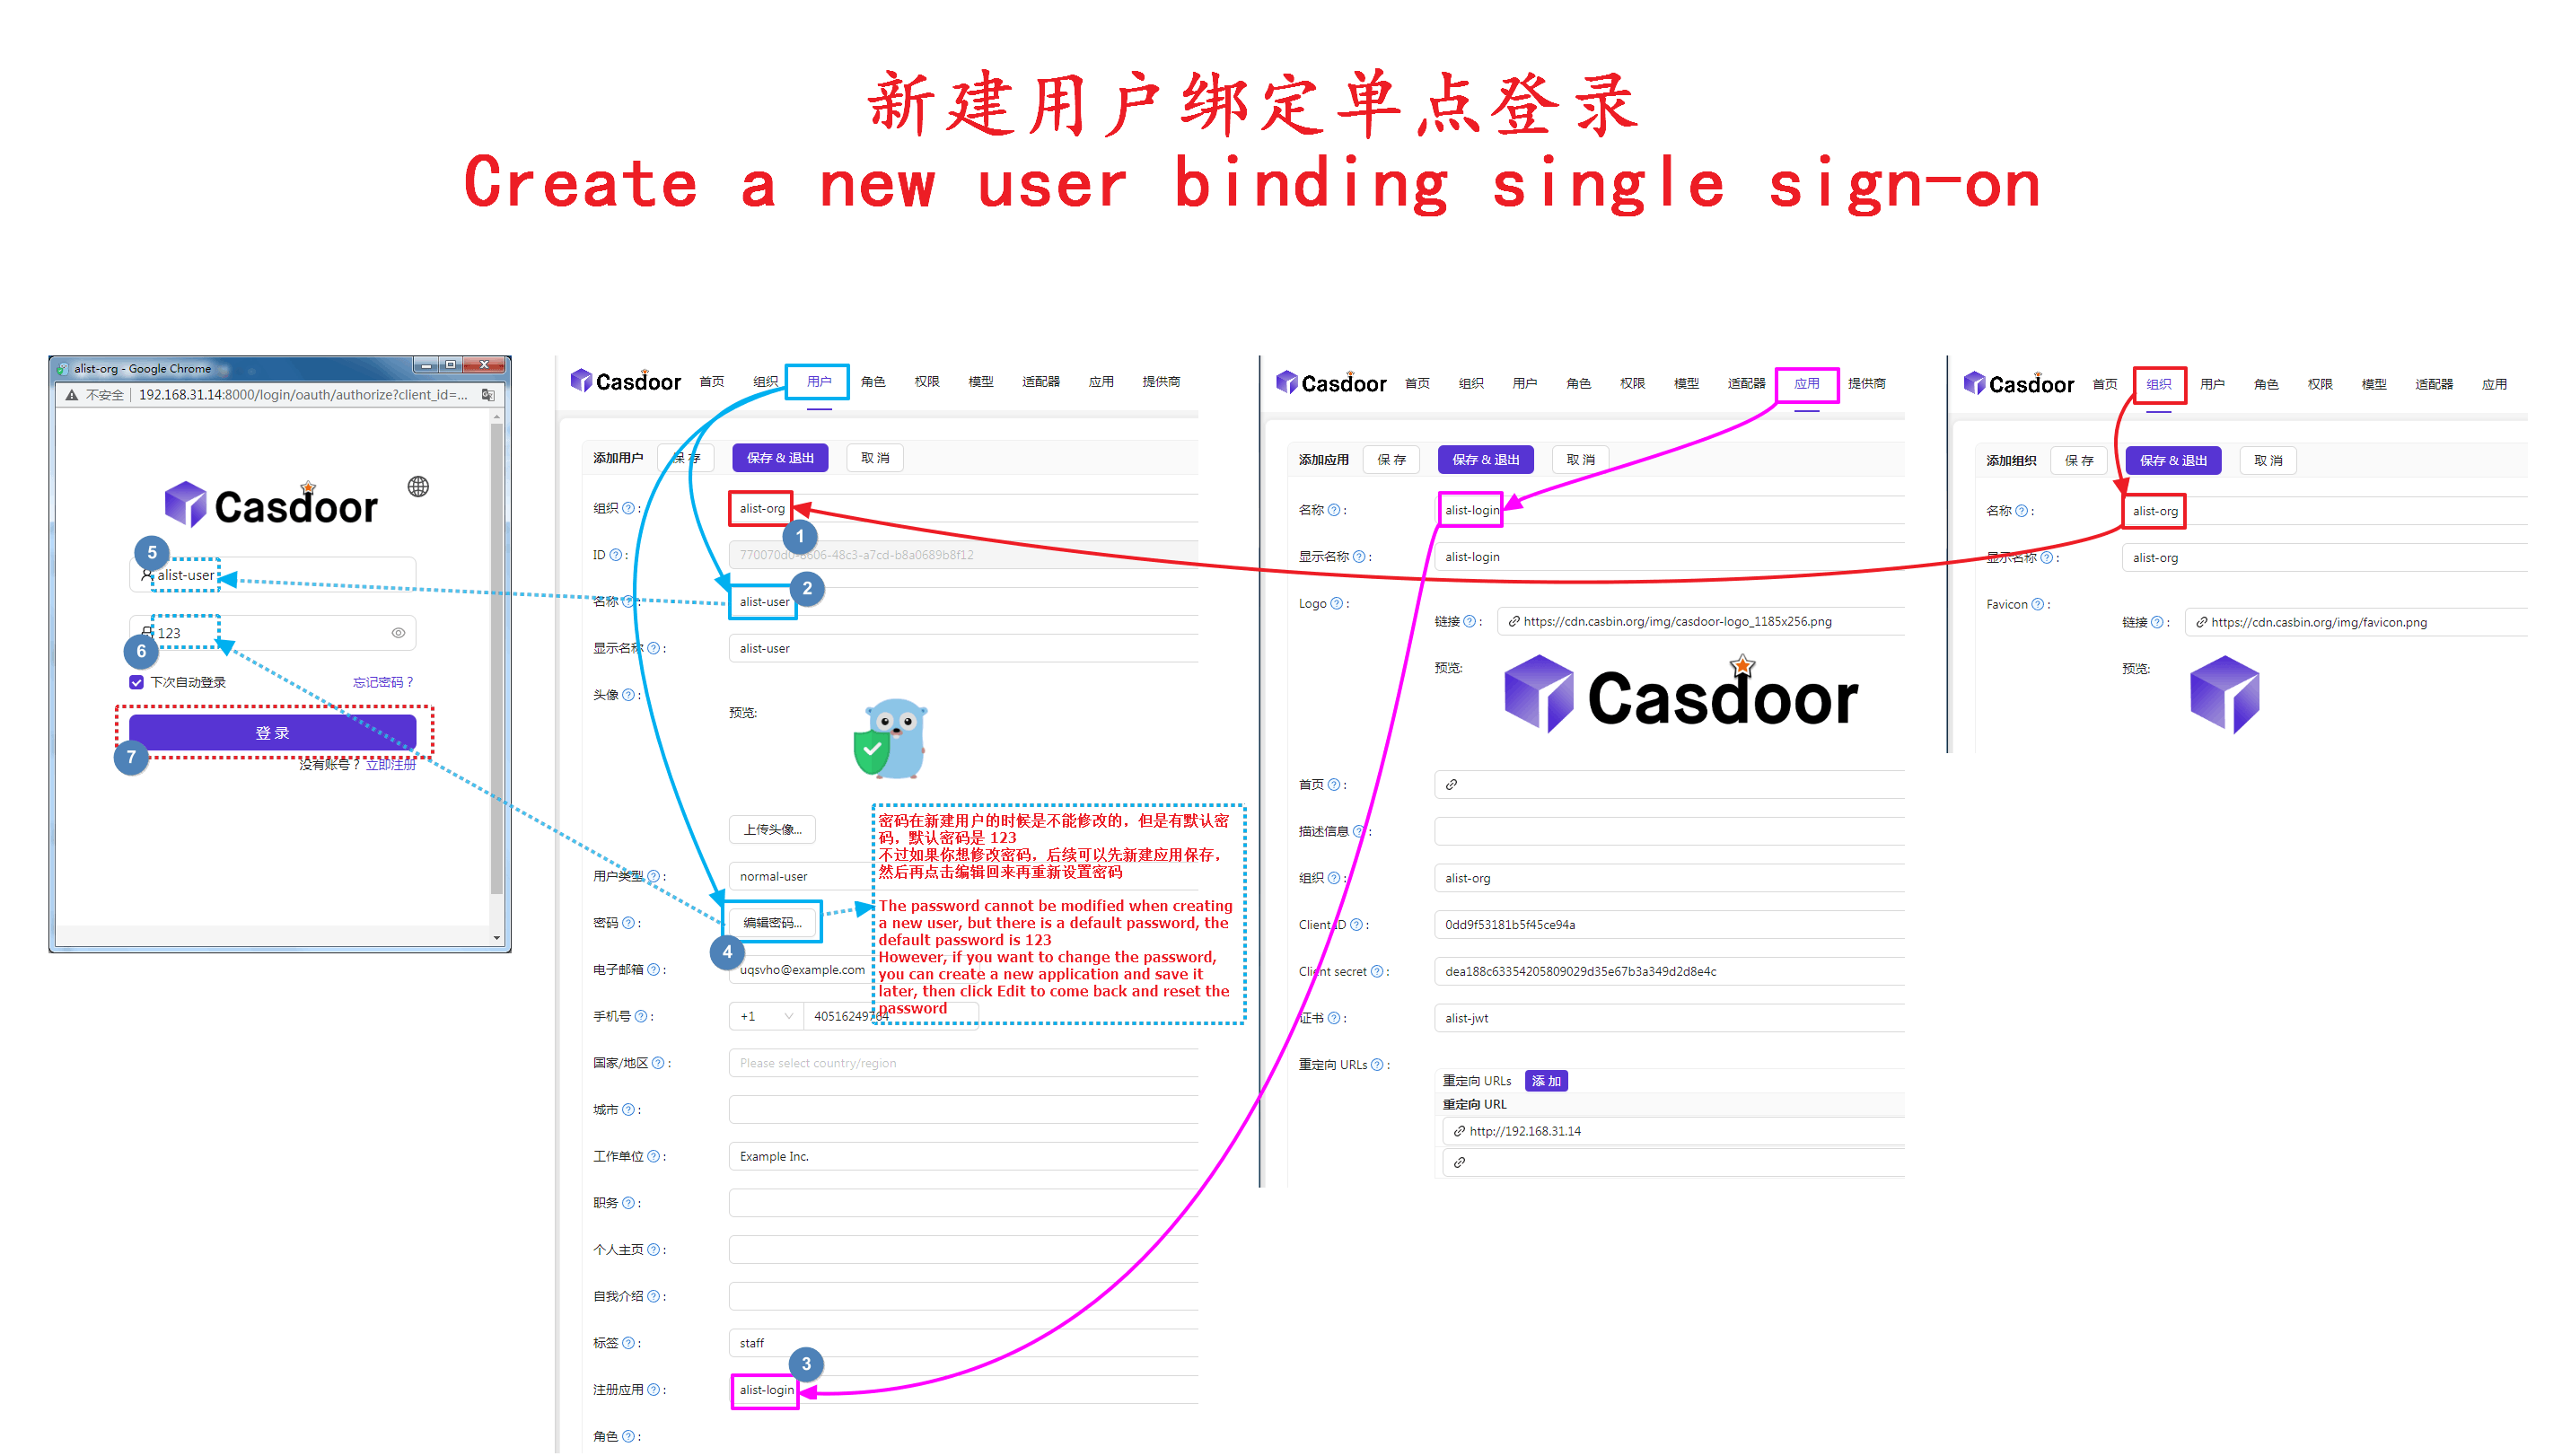 新建用户绑定单点登录
Create a new user binding single sign-on
alist-org - Google Chrome
不安全 192.168.31.14:8000/login/oauth/authorize?client_id=...
Casdoor
5
alist-user
123
6
下次自动登录 忘记密码？
登 录
7
没有账号？ 立即注册
Casdoor 首页 组织 用户 角色 权限 模型 适配器 应用 提供商
添加用户 保 存 保存 & 退出 取 消
组织 : alist-org
1
ID : 770070d0-8606-48c3-a7cd-b8a0689b8f12
2
名称 : alist-user
显示名称 : alist-user
头像 :
预览:
上传头像...
用户类型 : normal-user
密码 : 编辑密码...
4
电子邮箱 : uqsvho@example.com
手机号 : +1 40516249764
国家/地区 : Please select country/region
城市 :
工作单位 : Example Inc.
职务 :
个人主页 :
自我介绍 :
标签 : staff
3
注册应用 : alist-login
角色 :
密码在新建用户的时候是不能修改的，但是有默认密
码，默认密码是 123
不过如果你想修改密码，后续可以先新建应用保存，
然后再点击编辑回来再重新设置密码
The password cannot be modified when creating
a new user, but there is a default password, the
default password is 123
However, if you want to change the password,
you can create a new application and save it
later, then click Edit to come back and reset the
password
Casdoor 首页 组织 用户 角色 权限 模型 适配器 应用 提供商
添加应用 保 存 保存 & 退出 取 消
名称 : alist-login
显示名称 : alist-login
Logo :
链接 : https://cdn.casbin.org/img/casdoor-logo_1185x256.png
预览:
Casdoor
首页 :
描述信息 :
组织 : alist-org
Client ID : 0dd9f53181b5f45ce94a
Client secret : dea188c63354205809029d35e67b3a349d2d8e4c
证书 : alist-jwt
重定向 URLs :
重定向 URLs 添 加
重定向 URL
http://192.168.31.14
Casdoor 首页 组织 用户 角色 权限 模型 适配器 应用
添加组织 保 存 保存 & 退出 取 消
名称 : alist-org
显示名称 : alist-org
Favicon :
链接 : https://cdn.casbin.org/img/favicon.png
预览: